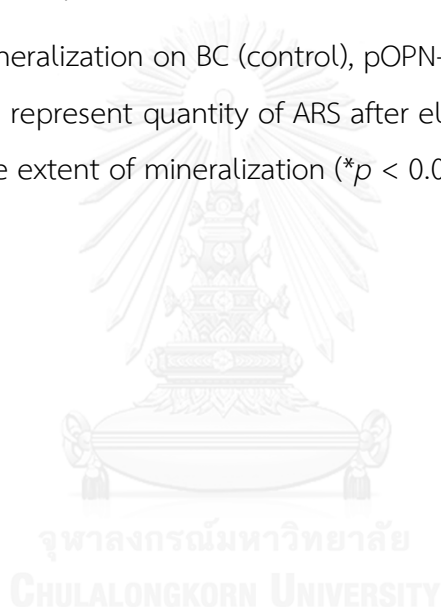 neralization on BC (control), pOPN-
represent quantity of ARS after el
e extent of mineralization (*p < 0.0
จุฬาลงกรณ์มหาวิทยาลัย
CHULALONGKORN UNIVERSITY